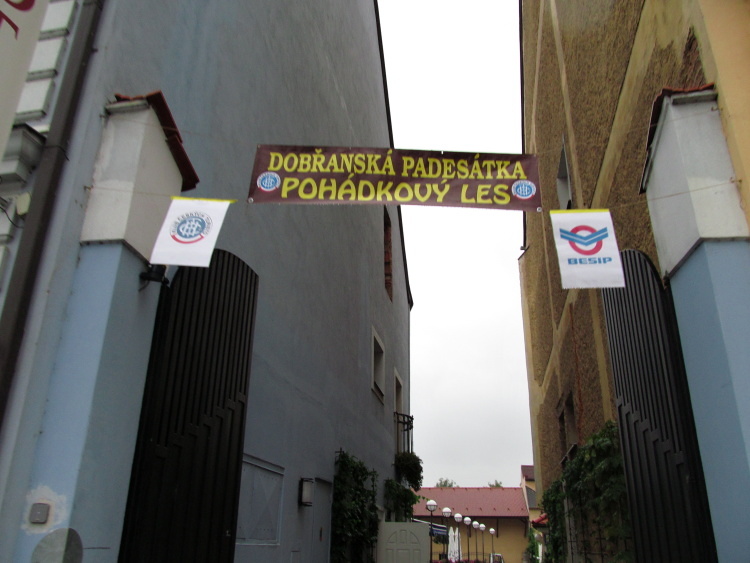 DOBŘANSKÁ PADESÁTKA
POHÁDKOVÝ LES
BESIP